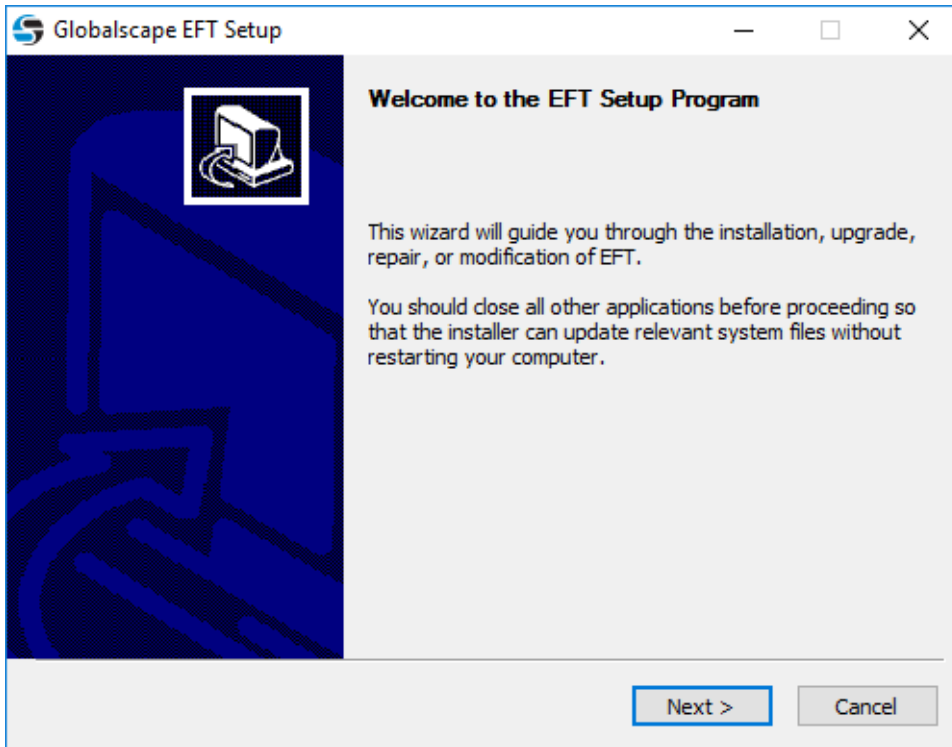 Globalscape EFT Setup
Welcome to the EFT Setup Program
This wizard will guide you through the installation, upgrade,
repair, or modification of EFT.
You should close all other applications before proceeding so
that the installer can update relevant system files without
restarting your computer.
Next >
Cancel